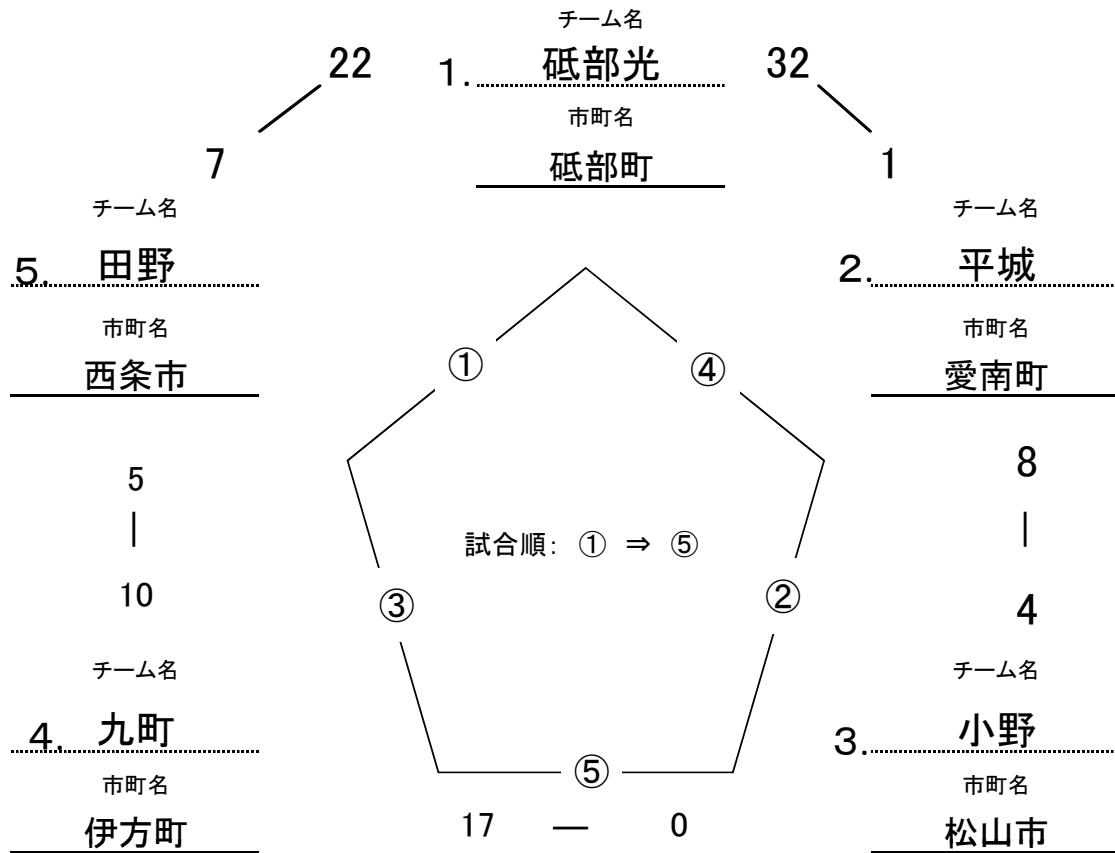 チーム名
22 1. 砥部光 32
市町名
7 砥部町 1
チーム名
5. 田野
市町名
西条市
チーム名
2. 平城
市町名
愛南町
① ④
5
|
10
8
|
4
試合順: ① ⇒ ⑤
③ ②
チーム名
4. 九町
市町名
伊方町
チーム名
3. 小野
市町名
松山市
⑤
17 — 0